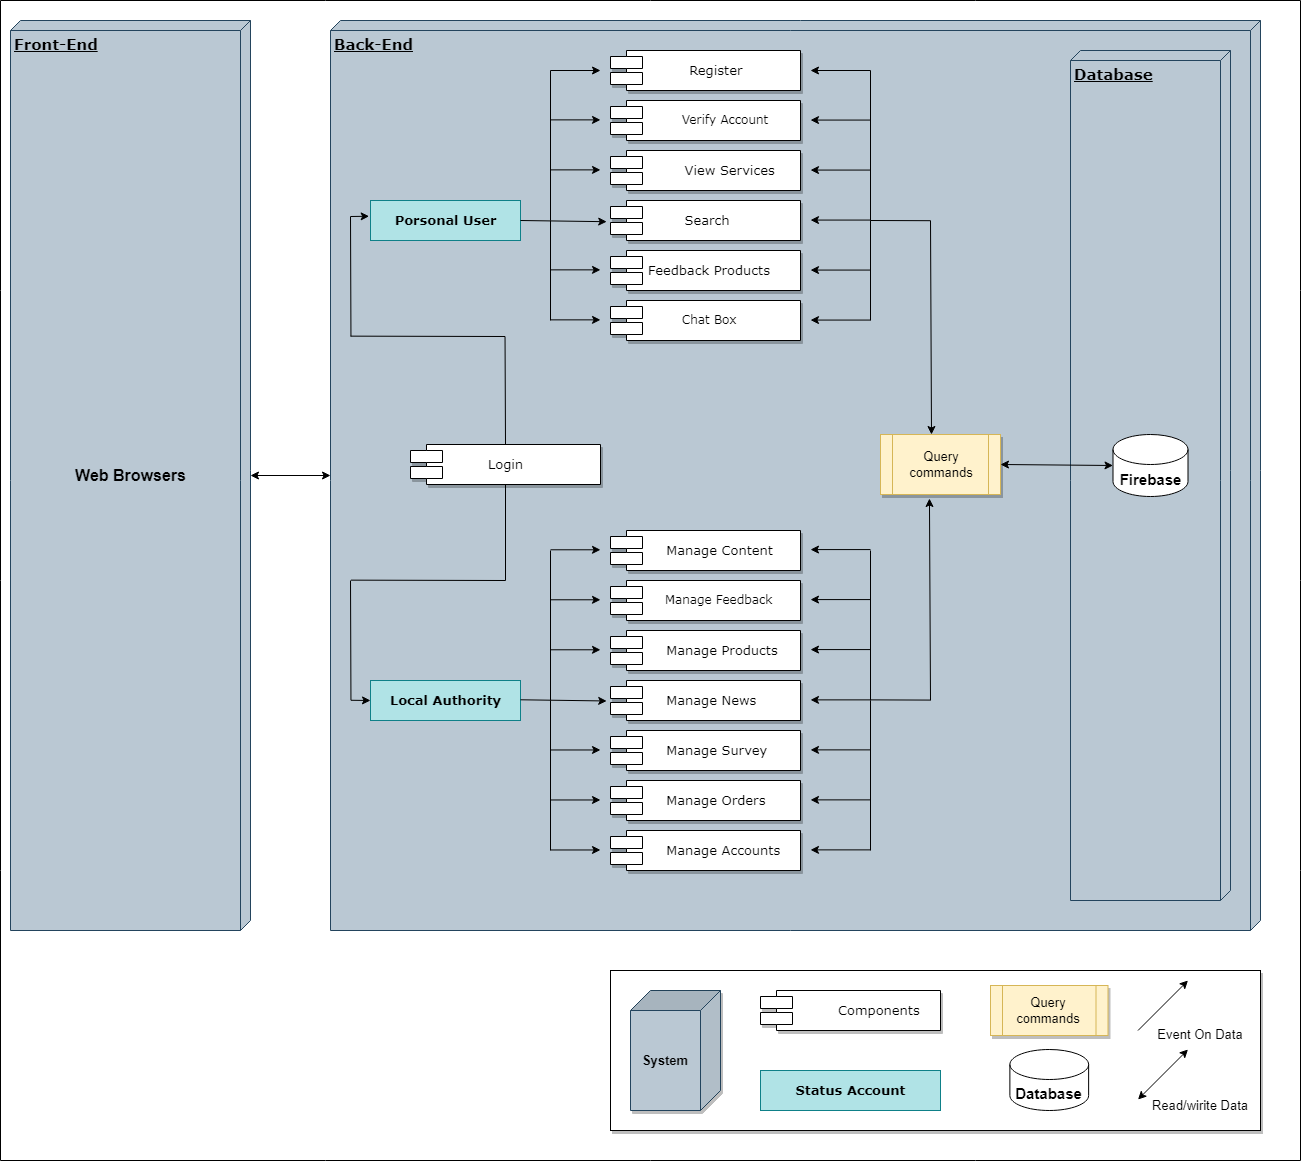 Front-End
Back-End
Database
Register
Verify Account
View Services
Porsonal User
Search
Feedback Products
Chat Box
Web Browsers
Login
Query
commands
Firebase
Manage Content
Manage Feedback
Manage Products
Local Authority
Manage News
Manage Survey
Manage Orders
Manage Accounts
System
Components
Query
commands
Event On Data
Status Account
Database
Read/wirite Data